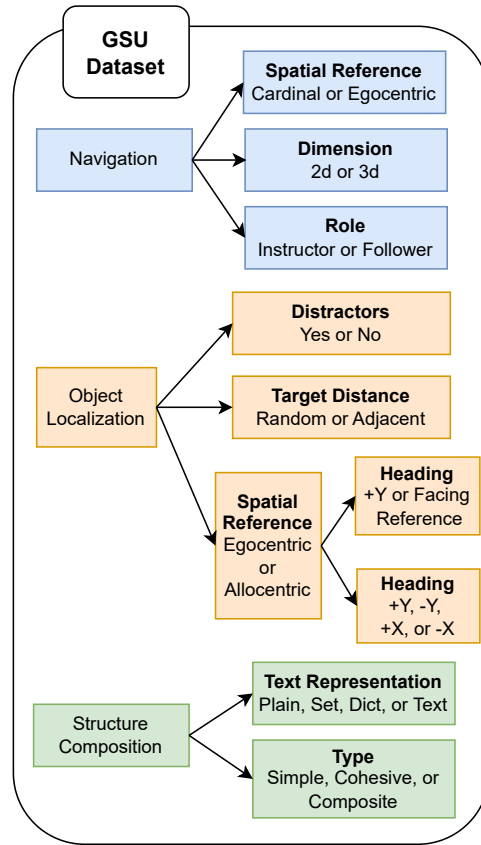 GSU
Dataset
Navigation
Spatial Reference
Cardinal or Egocentric
Dimension
2d or 3d
Role
Instructor or Follower
Object
Localization
Distractors
Yes or No
Target Distance
Random or Adjacent
Spatial
Reference
Egocentric
or
Allocentric
Heading
+Y or Facing
Reference
Heading
+Y, -Y,
+X, or -X
Structure
Composition
Text Representation
Plain, Set, Dict, or Text
Type
Simple, Cohesive, or
Composite